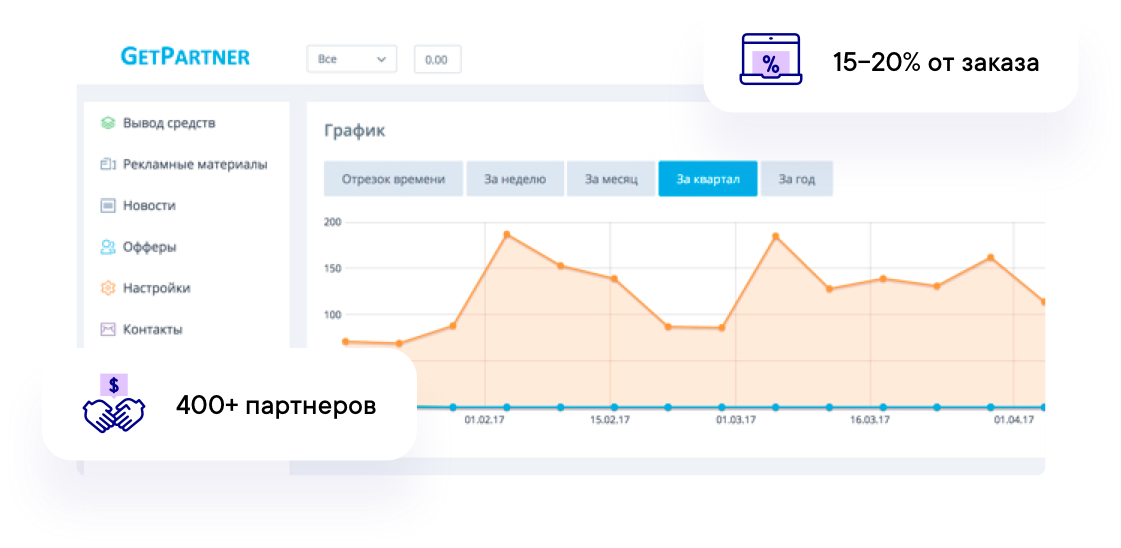 GETPARTNER
Все
0.00
%
15–20% от заказа
Вывод средств
Рекламные материалы
Новости
Офферы
Настройки
Контакты
График
Отрезок времени
За неделю
За месяц
За квартал
За год
200
150
100
01.02.17
15.02.17
01.03.17
16.03.17
01.04.17
$
400+ партнеров